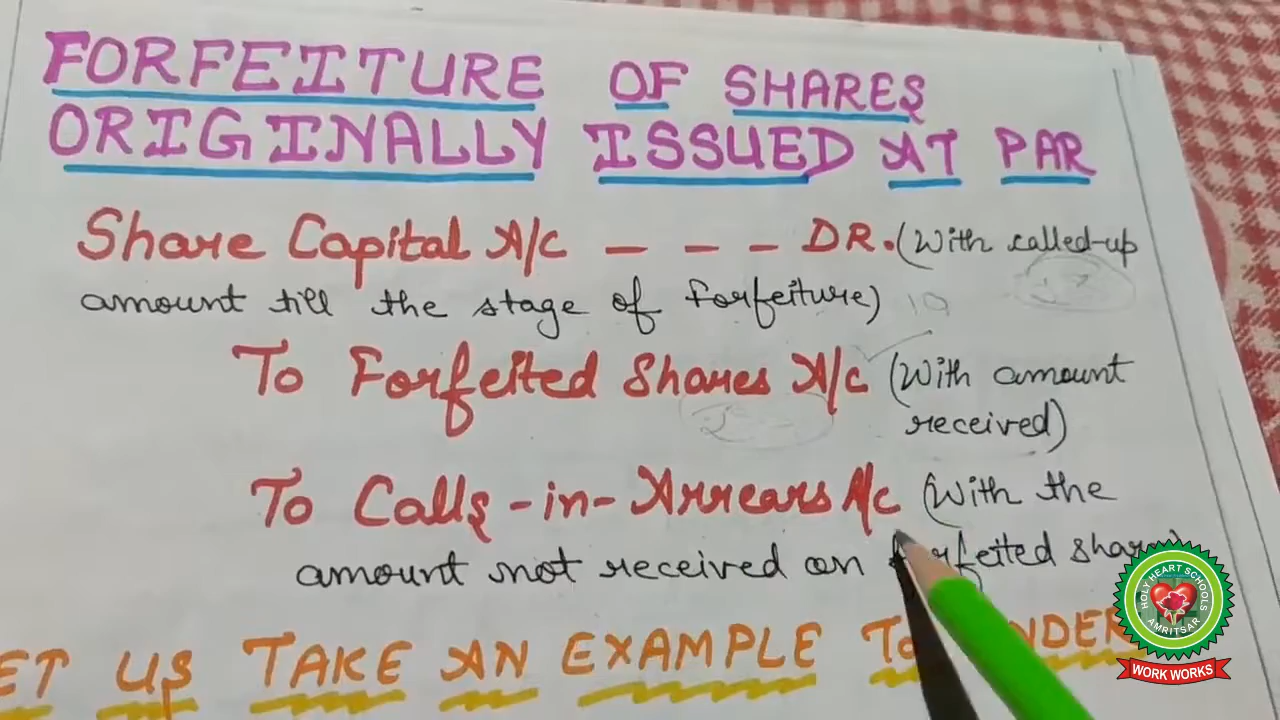 FORFEITURE OF SHARES
ORIGINALLY ISSUED AT PAR
Share Capital A/c - - - DR. (With called-up
amount till the stage of Forfeiture)
To Forfeited Shares A/c (With amount
received)
To Calls-in-Arrears A/c (With the
amount not received on forfeited
US TAKE AN EXAMPLE
HOLY HEART SCHOOLS
AMRITSAR
WORK WORKS